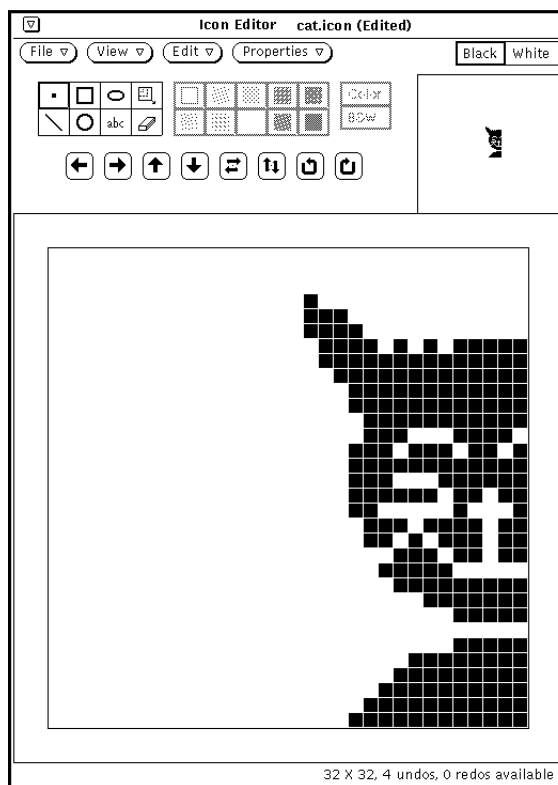 Icon Editor cat.icon (Edited)
File View Edit Properties Black White
Color
abc B&W
32 X 32, 4 undos, 0 redos available